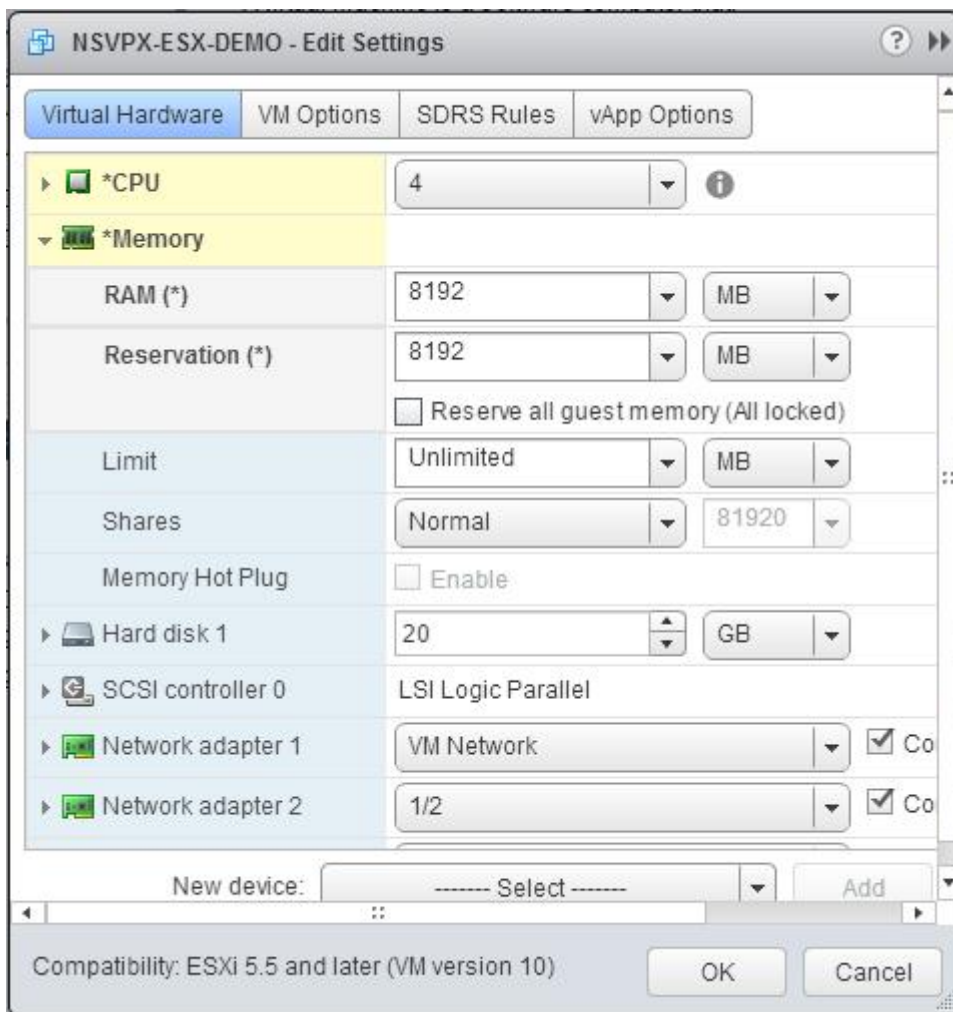 NSVPX-ESX-DEMO - Edit Settings
Virtual Hardware VM Options SDRS Rules vApp Options
*CPU 4
*Memory
RAM (*) 8192 MB
Reservation (*) 8192 MB
Reserve all guest memory (All locked)
Limit Unlimited MB
Shares Normal 81920
Memory Hot Plug Enable
Hard disk 1 20 GB
SCSI controller 0 LSI Logic Parallel
Network adapter 1 VM Network Co
Network adapter 2 1/2 Co
New device: ------- Select ------- Add
Compatibility: ESXi 5.5 and later (VM version 10) OK Cancel